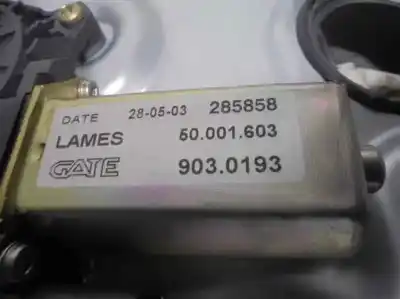 DATE 28-05-03 285858
LAMES 50.001.603
GATE 903.0193